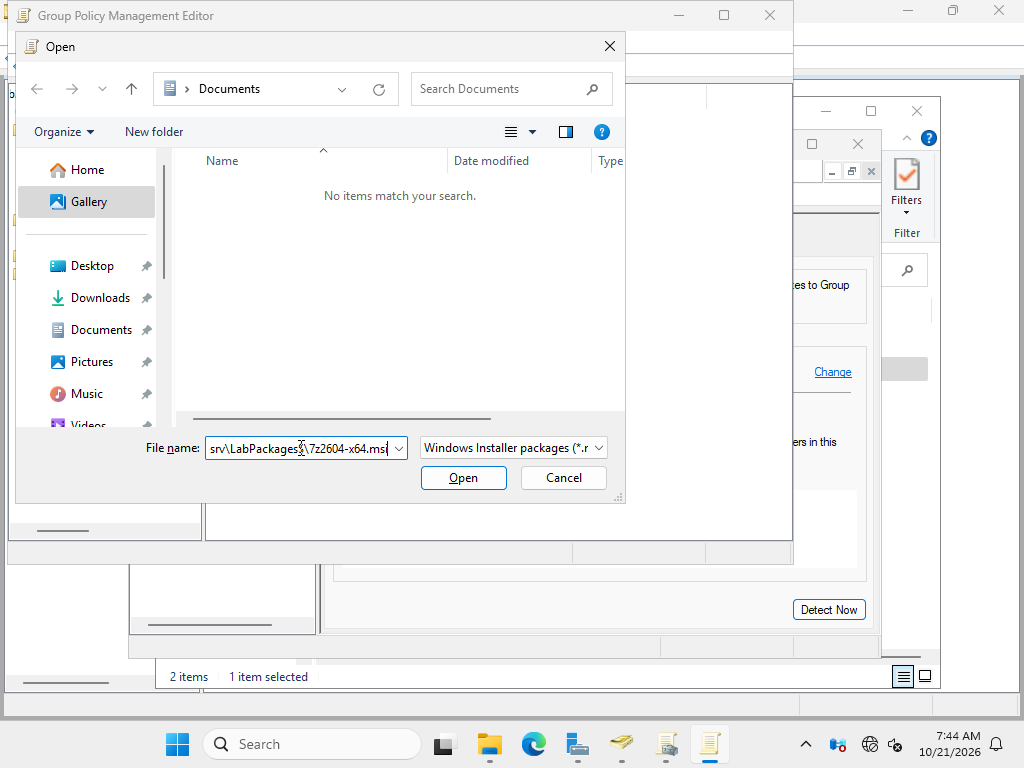 Group Policy Management Editor
Open
Documents
Search Documents
Organize
New folder
Home
Gallery
Desktop
Downloads
Documents
Pictures
Music
Videos
Name
Date modified
Type
No items match your search.
File name:
srv\LabPackages$\7z2604-x64.msi
Windows Installer packages (*.r
Open
Cancel
Filters
Filter
es to Group
Change
ers in this
Detect Now
2 items
1 item selected
Search
7:44 AM
10/21/2026